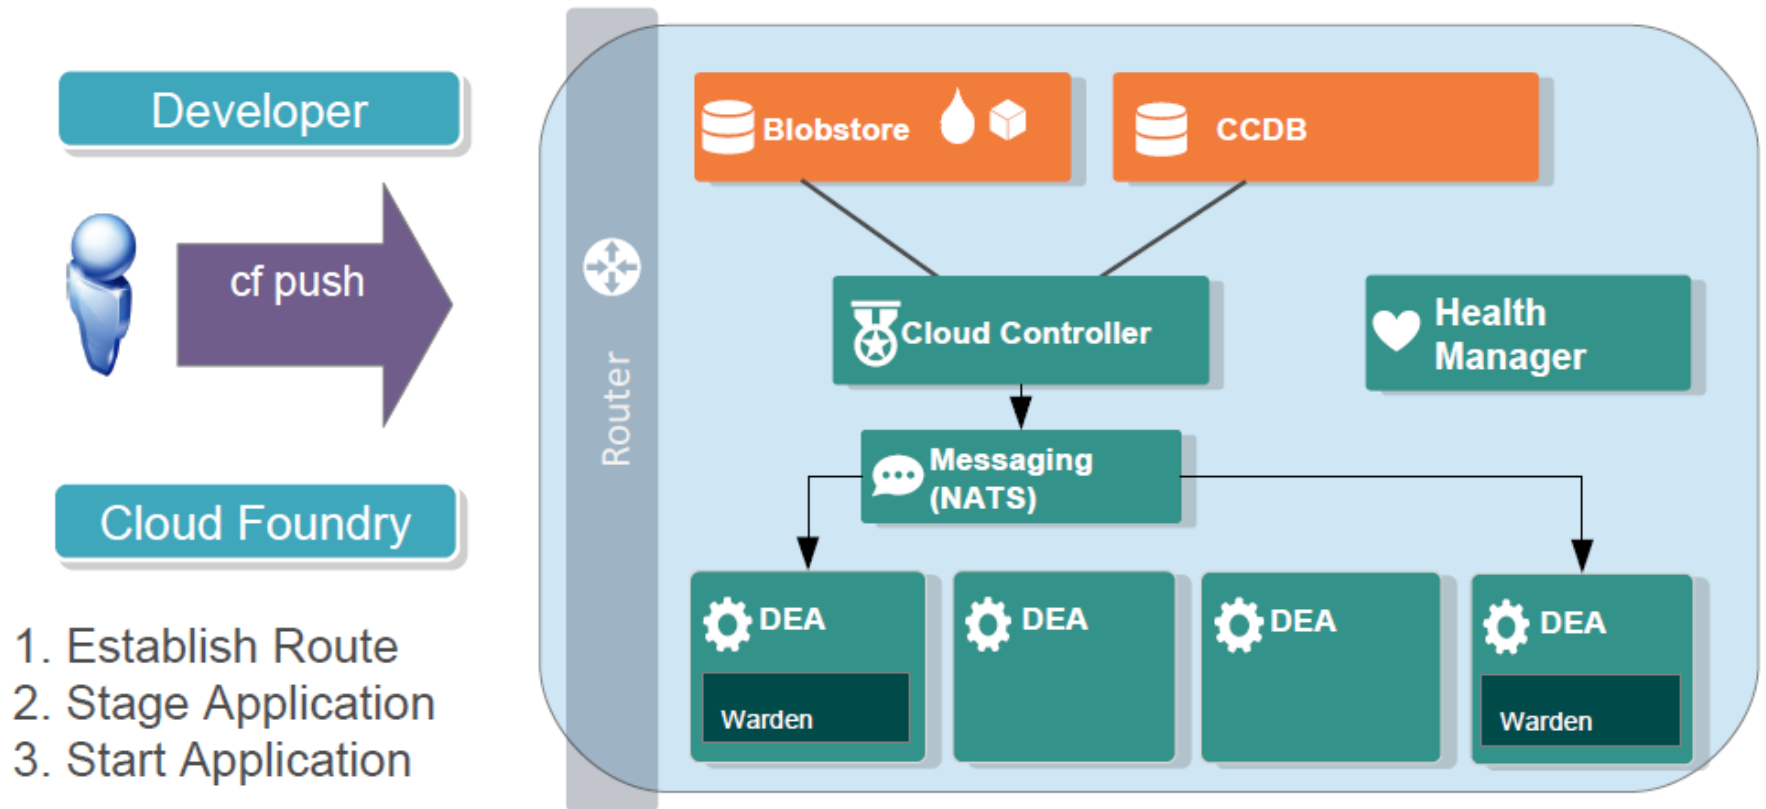 Developer
cf push
Cloud Foundry
1. Establish Route
2. Stage Application
3. Start Application
Router
Blobstore
CCDB
Cloud Controller
Health
Manager
Messaging
(NATS)
DEA
Warden
DEA
DEA
DEA
Warden